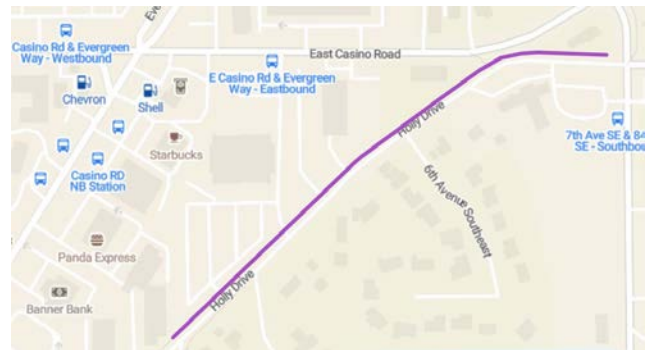 Eve
Casino Rd & Evergreen
Way - Westbound
East Casino Road
E Casino Rd & Evergreen
Way - Eastbound
Chevron
Shell
Holly Drive
7th Ave SE & 84
SE - Southbou
Starbucks
Casino RD
NB Station
6th Avenue Southeast
Panda Express
Holly Drive
Banner Bank